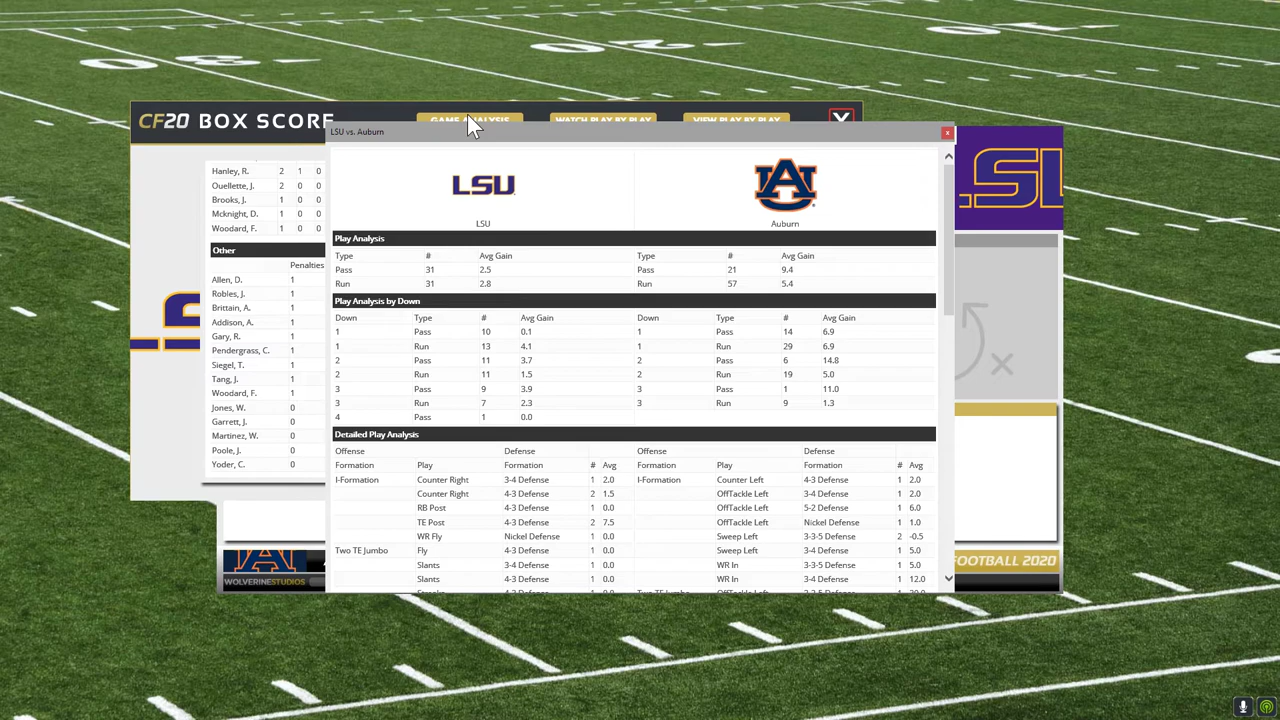 CF20 BOX SCORE
GAME ANALYSIS WATCH PLAY BY PLAY VIEW PLAY BY PLAY X
Hanley, R. 2 1 0
Ouellette, J. 2 0 0
Brooks, J. 1 0 0
Mcknight, D. 1 0 0
Woodard, F. 1 0 0
Other
Penalties
Allen, D. 1
Robles, J. 1
Brittain, A. 1
Addison, A. 1
Gary, R. 1
Pendergrass, C. 1
Siegel, T. 1
Tang, J. 1
Woodard, F. 1
Jones, W. 0
Garrett, J. 0
Martinez, W. 0
Poole, J. 0
Yoder, C. 0
LSU vs. Auburn x
LSU
LSU Auburn
Play Analysis
Type # Avg Gain Type # Avg Gain
Pass 31 2.5 Pass 21 9.4
Run 31 2.8 Run 57 5.4
Play Analysis by Down
Down Type # Avg Gain Down Type # Avg Gain
1 Pass 10 0.1 1 Pass 14 6.9
1 Run 13 4.1 1 Run 29 6.9
2 Pass 11 3.7 2 Pass 6 14.8
2 Run 11 1.5 2 Run 19 5.0
3 Pass 9 3.9 3 Pass 1 11.0
3 Run 7 2.3 3 Run 9 1.3
4 Pass 1 0.0
Detailed Play Analysis
Offense Defense Offense Defense
Formation Play Formation # Avg Formation Play Formation # Avg
I-Formation Counter Right 3-4 Defense 1 2.0 I-Formation Counter Left 4-3 Defense 1 2.0
Counter Right 4-3 Defense 2 1.5 OffTackle Left 3-4 Defense 1 2.0
RB Post 4-3 Defense 1 0.0 OffTackle Left 5-2 Defense 1 6.0
TE Post 4-3 Defense 2 7.5 OffTackle Left Nickel Defense 1 1.0
WR Fly Nickel Defense 1 0.0 Sweep Left 3-3-5 Defense 2 -0.5
Two TE Jumbo Fly 4-3 Defense 1 0.0 Sweep Left 3-4 Defense 1 5.0
Slants 3-4 Defense 1 0.0 WR In 3-3-5 Defense 1 5.0
Slants 4-3 Defense 1 0.0 WR In 3-4 Defense 1 12.0
LSU
WOLVERINESTUDIOS
FOOTBALL 2020